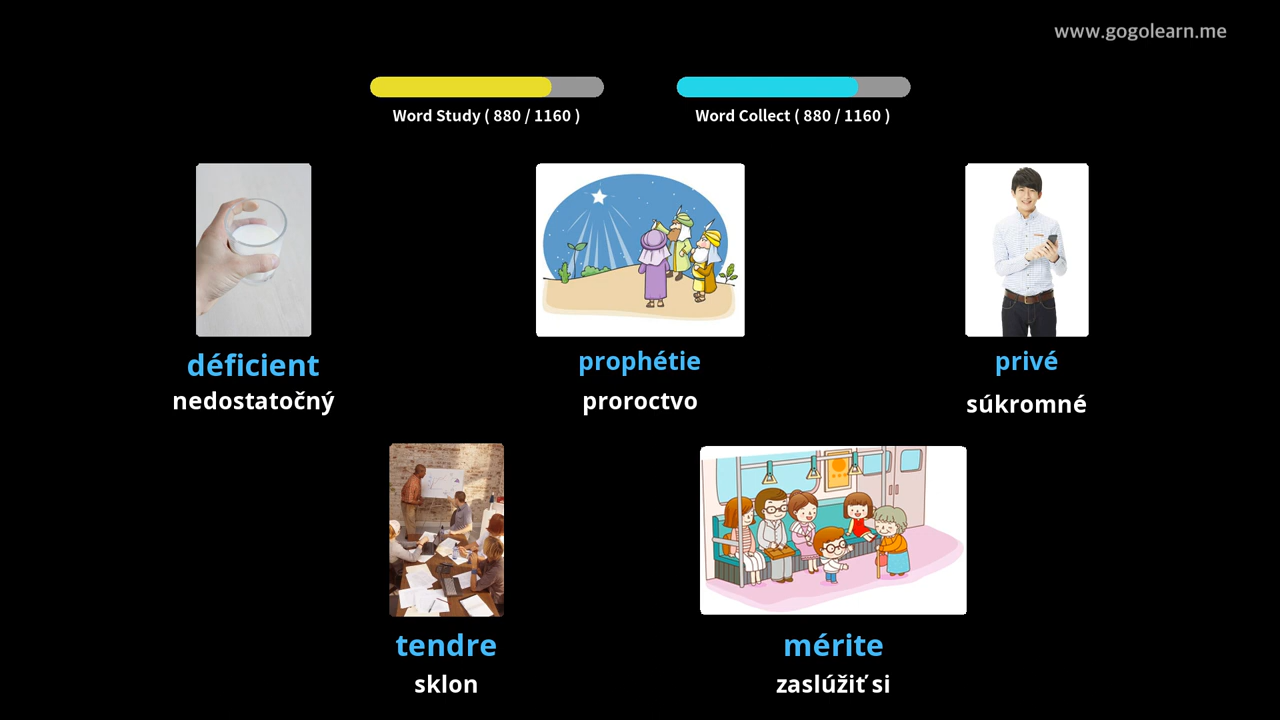 www.gogolearn.me
Word Study ( 880 / 1160 )
Word Collect ( 880 / 1160 )
déficient
nedostatočný
prophétie
proroctvo
privé
súkromné
tendre
sklon
mérite
zaslúžiť si